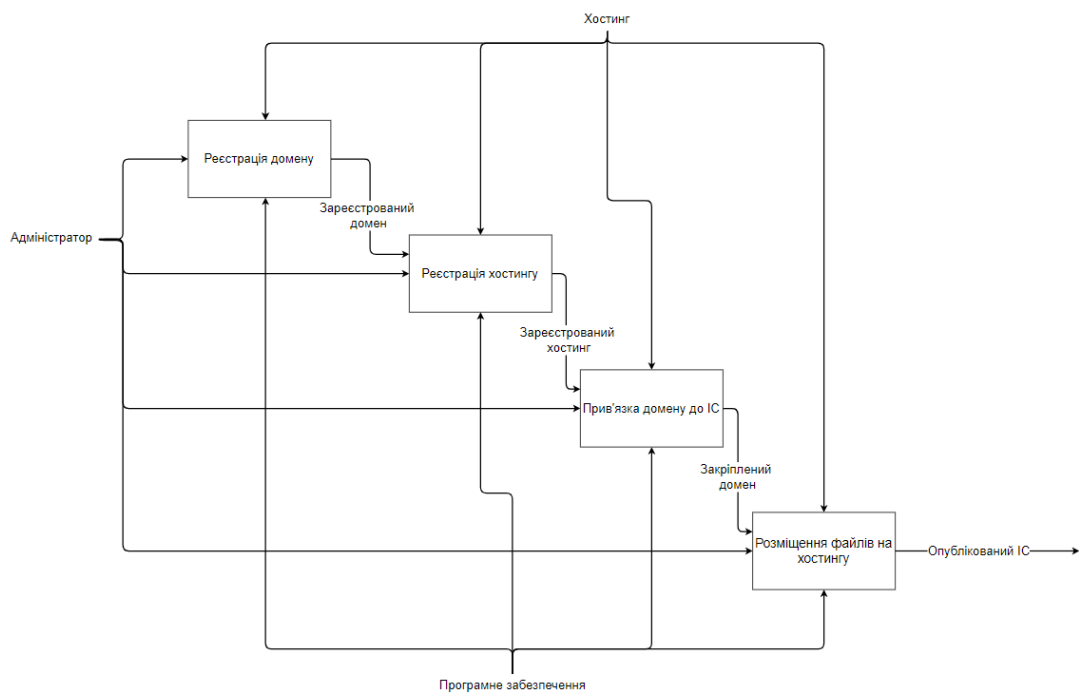 Хостинг
Реєстрація домену
Зареєстрований
домен
Адміністратор
Реєстрація хостингу
Зареєстрований
хостинг
Прив'язка домену до ІС
Закріплений
домен
Розміщення файлів на
хостингу
Опублікований ІС
Програмне забезпечення